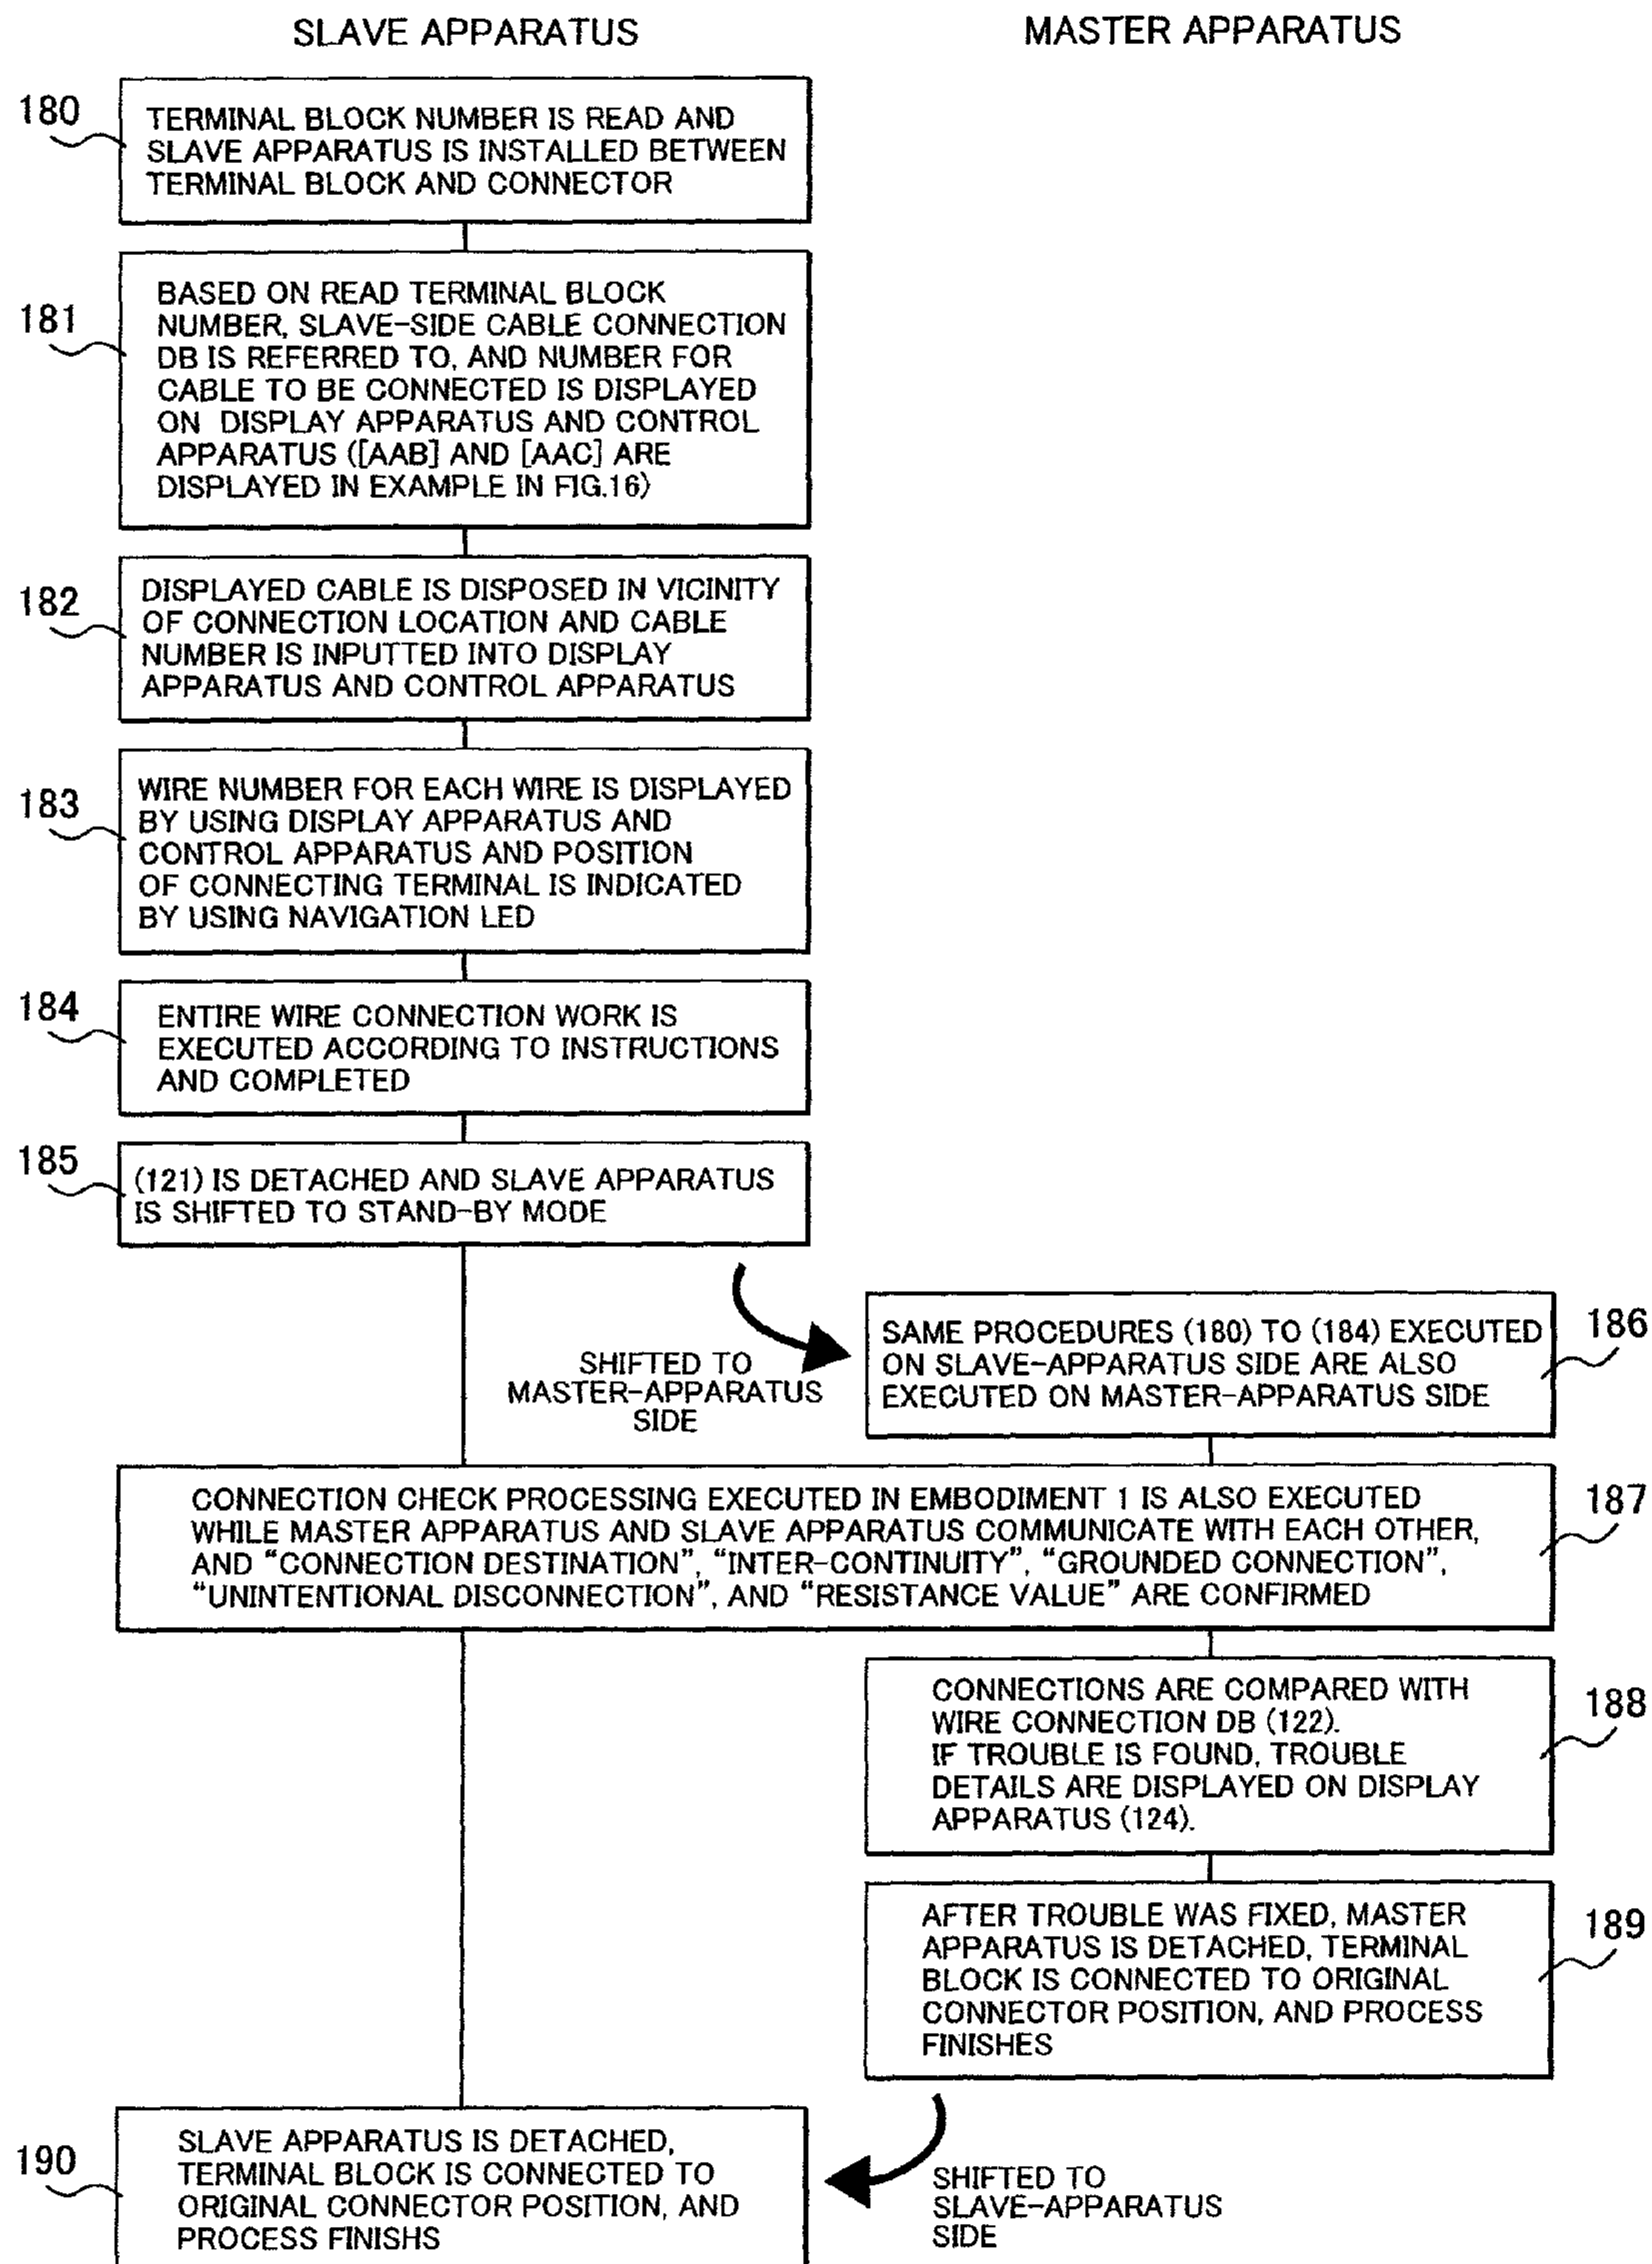 SLAVE APPARATUS
MASTER APPARATUS
180
TERMINAL BLOCK NUMBER IS READ AND
SLAVE APPARATUS IS INSTALLED BETWEEN
TERMINAL BLOCK AND CONNECTOR
181
BASED ON READ TERMINAL BLOCK
NUMBER, SLAVE-SIDE CABLE CONNECTION
DB IS REFERRED TO, AND NUMBER FOR
CABLE TO BE CONNECTED IS DISPLAYED
ON DISPLAY APPARATUS AND CONTROL
APPARATUS ([AAB] AND [AAC] ARE
DISPLAYED IN EXAMPLE IN FIG.16)
182
DISPLAYED CABLE IS DISPOSED IN VICINITY
OF CONNECTION LOCATION AND CABLE
NUMBER IS INPUTTED INTO DISPLAY
APPARATUS AND CONTROL APPARATUS
183
WIRE NUMBER FOR EACH WIRE IS DISPLAYED
BY USING DISPLAY APPARATUS AND
CONTROL APPARATUS AND POSITION
OF CONNECTING TERMINAL IS INDICATED
BY USING NAVIGATION LED
184
ENTIRE WIRE CONNECTION WORK IS
EXECUTED ACCORDING TO INSTRUCTIONS
AND COMPLETED
185
(121) IS DETACHED AND SLAVE APPARATUS
IS SHIFTED TO STAND-BY MODE
SHIFTED TO
MASTER-APPARATUS
SIDE
SAME PROCEDURES (180) TO (184) EXECUTED
ON SLAVE-APPARATUS SIDE ARE ALSO
EXECUTED ON MASTER-APPARATUS SIDE
186
CONNECTION CHECK PROCESSING EXECUTED IN EMBODIMENT 1 IS ALSO EXECUTED
WHILE MASTER APPARATUS AND SLAVE APPARATUS COMMUNICATE WITH EACH OTHER,
AND “CONNECTION DESTINATION”, “INTER-CONTINUITY”, “GROUNDED CONNECTION”,
“UNINTENTIONAL DISCONNECTION”, AND “RESISTANCE VALUE” ARE CONFIRMED
187
CONNECTIONS ARE COMPARED WITH
WIRE CONNECTION DB (122).
IF TROUBLE IS FOUND, TROUBLE
DETAILS ARE DISPLAYED ON DISPLAY
APPARATUS (124).
188
AFTER TROUBLE WAS FIXED, MASTER
APPARATUS IS DETACHED, TERMINAL
BLOCK IS CONNECTED TO ORIGINAL
CONNECTOR POSITION, AND PROCESS
FINISHES
189
190
SLAVE APPARATUS IS DETACHED,
TERMINAL BLOCK IS CONNECTED TO
ORIGINAL CONNECTOR POSITION, AND
PROCESS FINISHS
SHIFTED TO
SLAVE-APPARATUS
SIDE